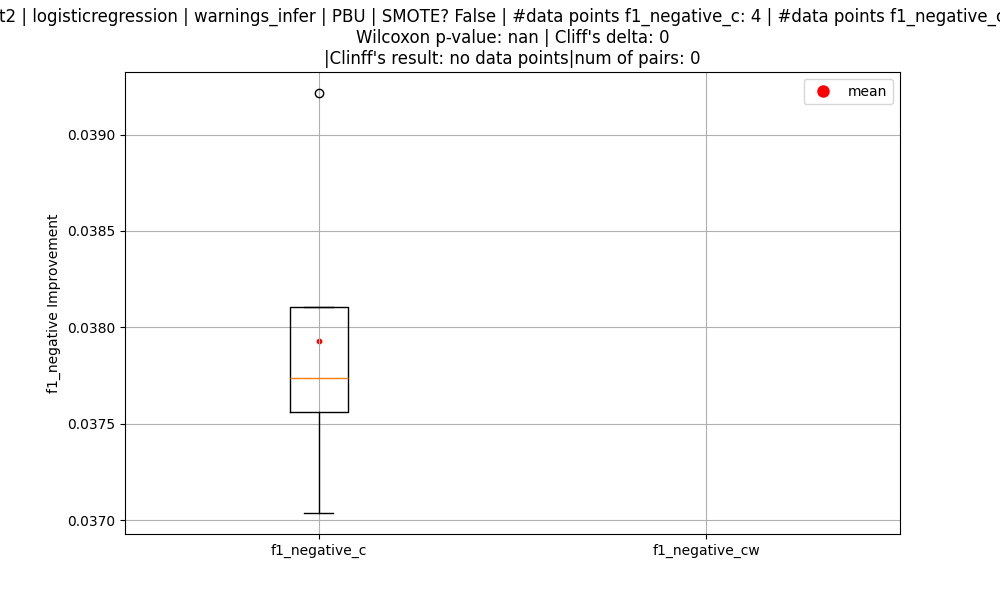 t2 | logisticregression | warnings_infer | PBU | SMOTE? False | #data points f1_negative_c: 4 | #data points f1_negative_c
Wilcoxon p-value: nan | Cliff's delta: 0
|Clinff's result: no data points|num of pairs: 0
mean
0.0390
0.0385
0.0380
0.0375
0.0370
f1_negative Improvement
f1_negative_c
f1_negative_cw